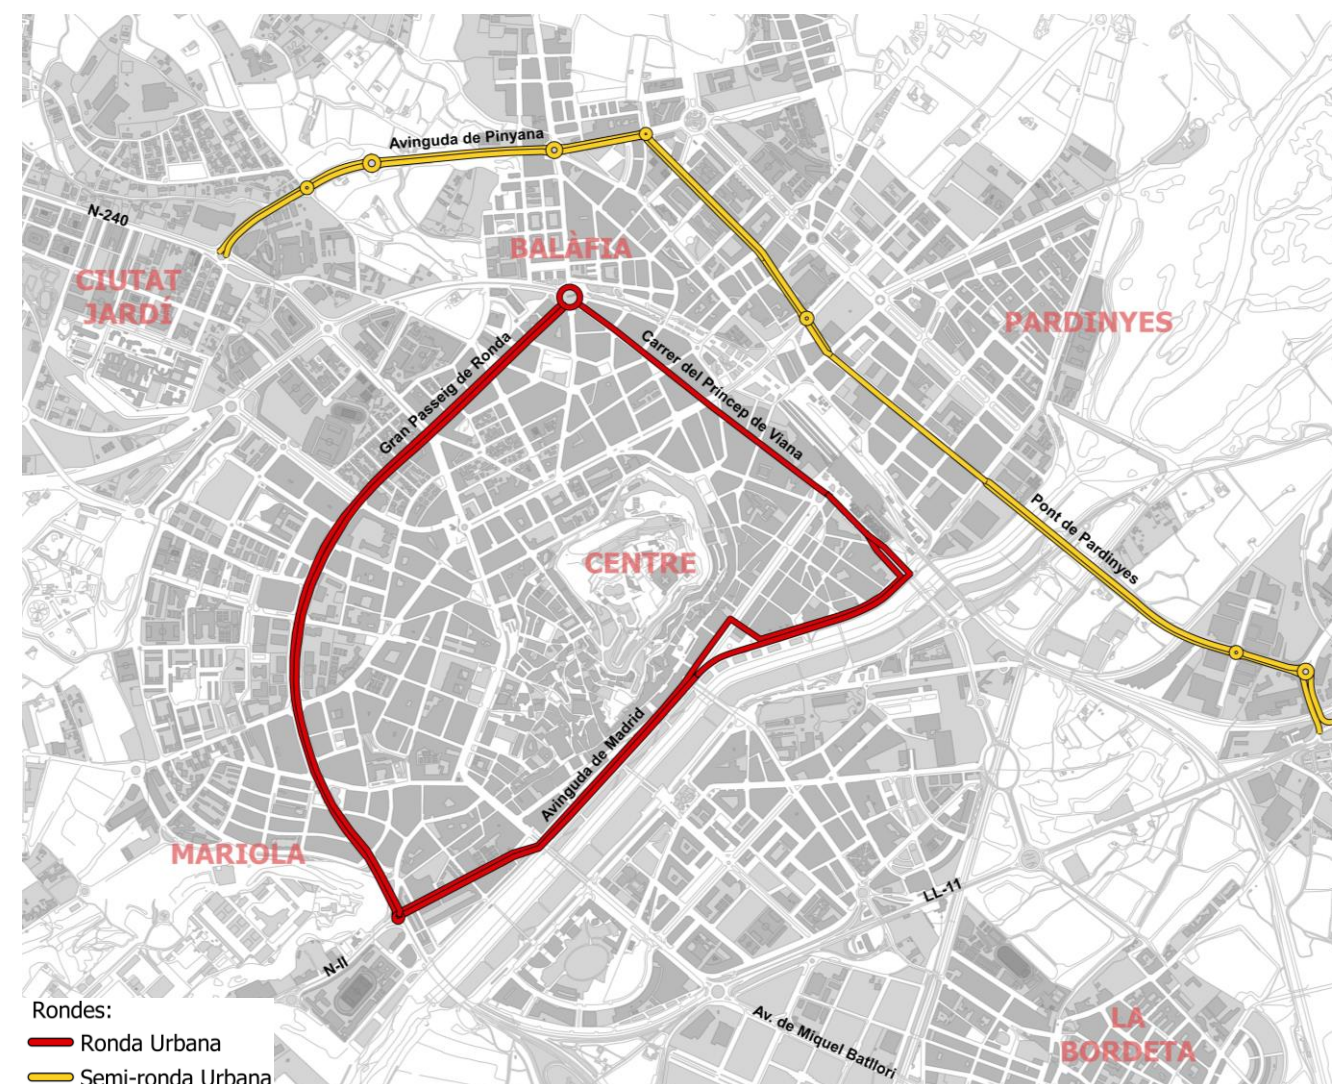 Avinguda de Pinyana
N-240
BALÀFIA
CIUTAT
JARDÍ
PARDINYES
Gran Passeig de Ronda
Carrer del Príncep de Viana
Pont de Pardinyes
CENTRE
Avinguda de Madrid
MARIOLA
LL-11
N-II
Av. de Miquel Batllori
LA
BORDETA
Rondes:
Ronda Urbana
Semi-ronda Urbana